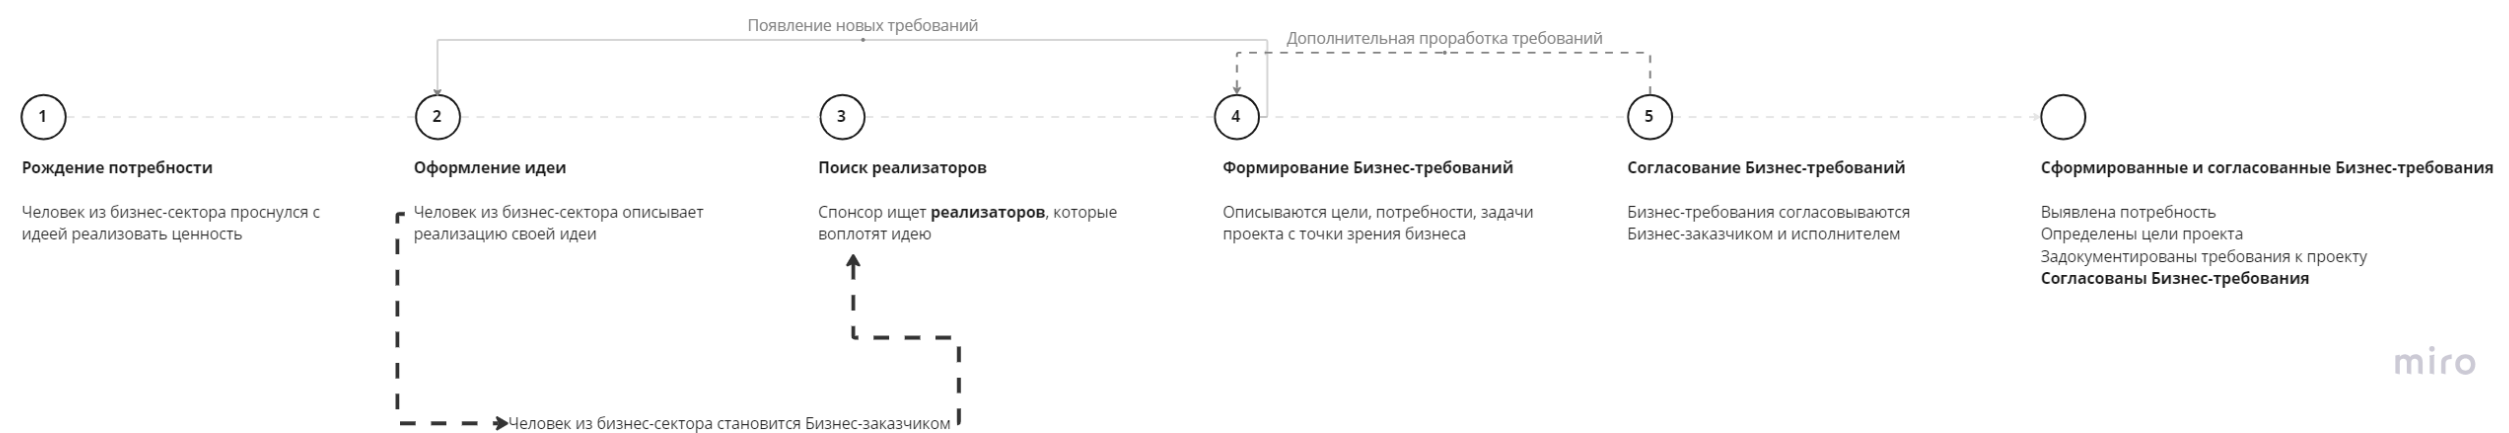 Появление новых требований
Дополнительная проработка требований
1
2
3
4
5
Рождение потребности
Человек из бизнес-сектора проснулся с
идеей реализовать ценность
Оформление идеи
Человек из бизнес-сектора описывает
реализацию своей идеи
Поиск реализаторов
Спонсор ищет реализаторов, которые
воплотят идею
Формирование Бизнес-требований
Описываются цели, потребности, задачи
проекта с точки зрения бизнеса
Согласование Бизнес-требований
Бизнес-требования согласовываются
Бизнес-заказчиком и исполнителем
Сформированные и согласованные Бизнес-требования
Выявлена потребность
Определены цели проекта
Задокументированы требования к проекту
Согласованы Бизнес-требования
Человек из бизнес-сектора становится Бизнес-заказчиком
miro